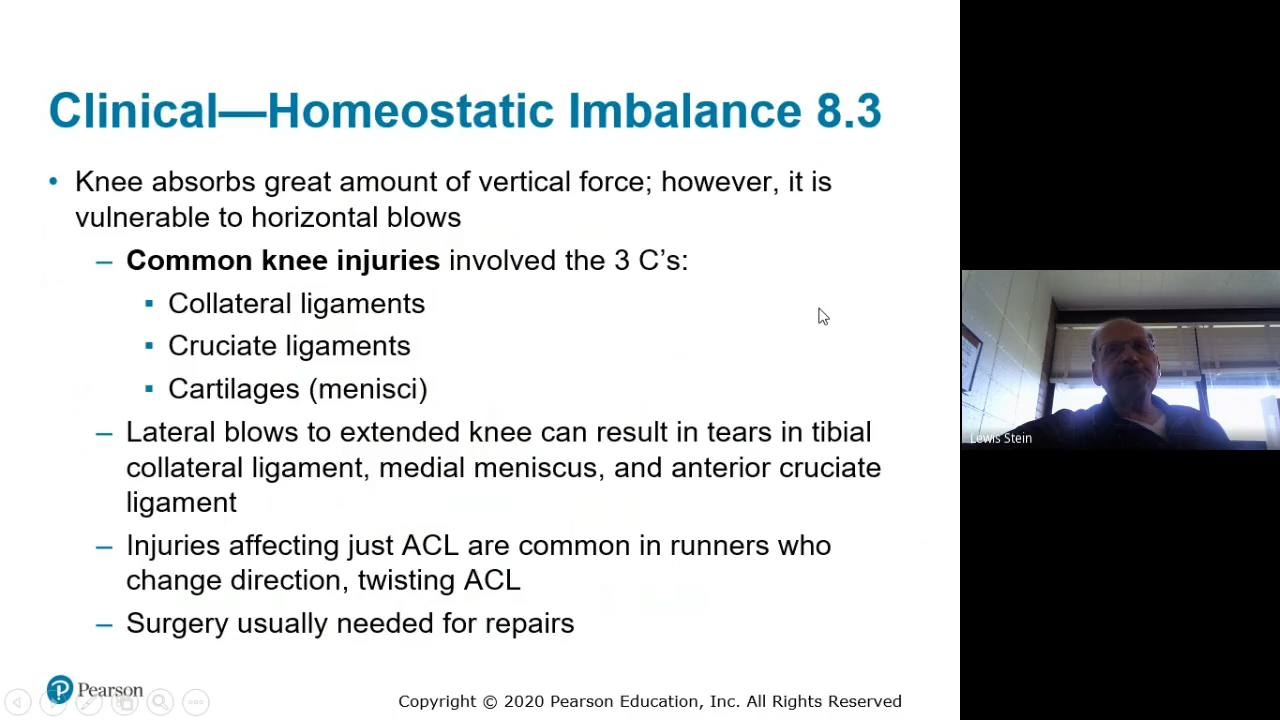 Clinical—Homeostatic Imbalance 8.3
• Knee absorbs great amount of vertical force; however, it is
vulnerable to horizontal blows
– Common knee injuries involved the 3 C’s:
▪ Collateral ligaments
▪ Cruciate ligaments
▪ Cartilages (menisci)
– Lateral blows to extended knee can result in tears in tibial
collateral ligament, medial meniscus, and anterior cruciate
ligament
– Injuries affecting just ACL are common in runners who
change direction, twisting ACL
– Surgery usually needed for repairs
Lewis Stein
P Pearson
Copyright © 2020 Pearson Education, Inc. All Rights Reserved